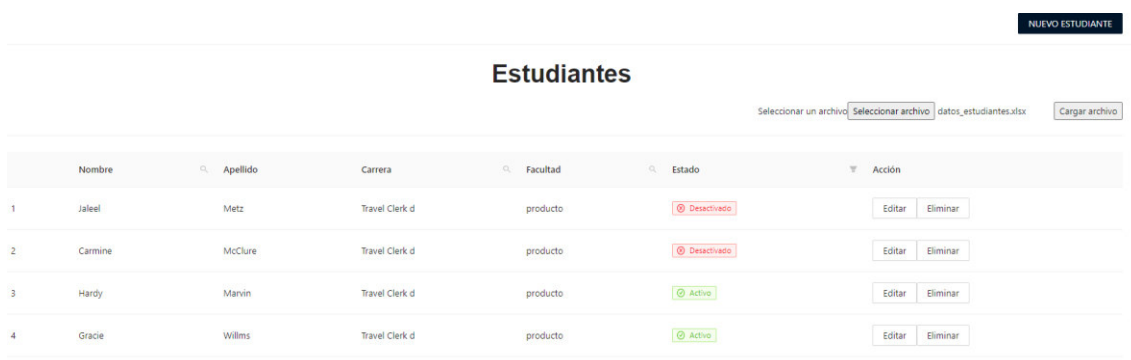 NUEVO ESTUDIANTE
Estudiantes
Seleccionar un archivo Seleccionar archivo datos_estudiantes.xlsx Cargar archivo
Nombre Apellido Carrera Facultad Estado Acción
1 Jaleel Metz Travel Clerk d producto Desactivado Editar Eliminar
2 Carmine McClure Travel Clerk d producto Desactivado Editar Eliminar
3 Hardy Marvin Travel Clerk d producto Activo Editar Eliminar
4 Gracie Willms Travel Clerk d producto Activo Editar Eliminar